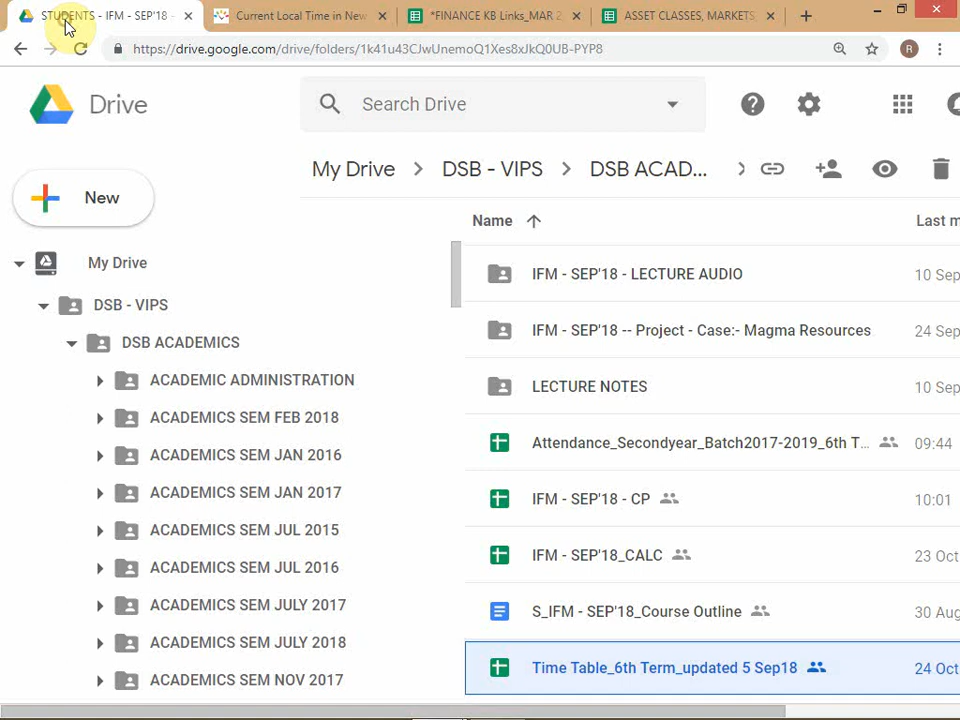 STUDENTS - IFM - SEP'18 -
Current Local Time in New
*FINANCE KB Links_MAR 2
ASSET CLASSES, MARKETS,
https://drive.google.com/drive/folders/1k41u43CJwUnemoQ1Xes8xJkQ0UB-PYP8
R
Drive
Search Drive
New
My Drive
DSB - VIPS
DSB ACAD...
Name
Last m
My Drive
DSB - VIPS
DSB ACADEMICS
ACADEMIC ADMINISTRATION
ACADEMICS SEM FEB 2018
ACADEMICS SEM JAN 2016
ACADEMICS SEM JAN 2017
ACADEMICS SEM JUL 2015
ACADEMICS SEM JUL 2016
ACADEMICS SEM JULY 2017
ACADEMICS SEM JULY 2018
ACADEMICS SEM NOV 2017
IFM - SEP'18 - LECTURE AUDIO
10 Sep
IFM - SEP'18 -- Project - Case:- Magma Resources
24 Sep
LECTURE NOTES
10 Sep
Attendance_Secondyear_Batch2017-2019_6th T...
09:44
IFM - SEP'18 - CP
10:01
IFM - SEP'18_CALC
23 Oct
S_IFM - SEP'18_Course Outline
30 Aug
Time Table_6th Term_updated 5 Sep18
24 Oct